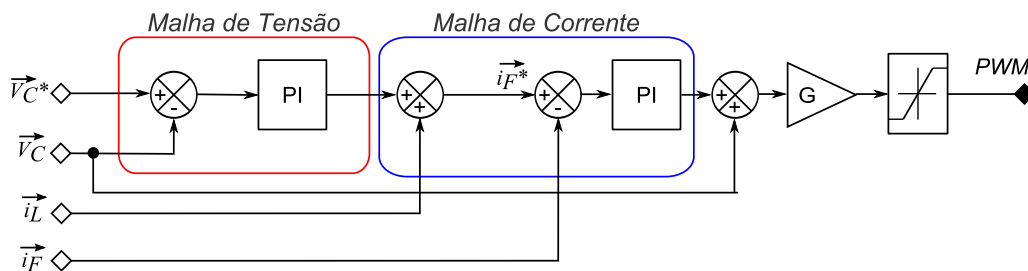 Malha de Tensão
Malha de Corrente
V_C*
+
-
PI
+
+
i_F*
+
-
PI
+
+
G
PWM
V_C
i_L
i_F